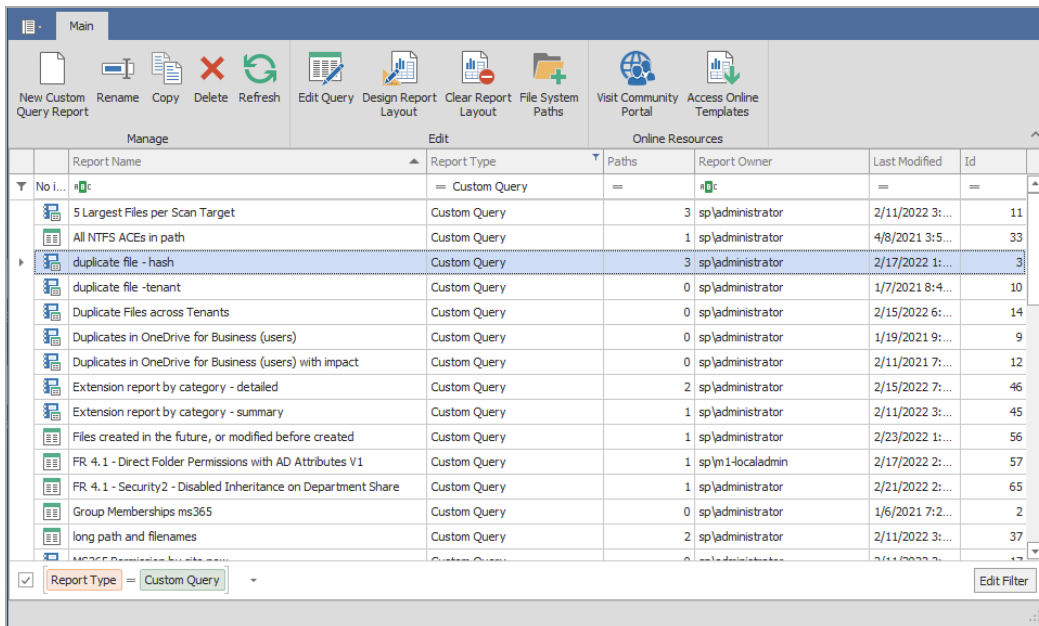 Main
New Custom Query Report
Rename
Copy
Delete
Refresh
Edit Query
Design Report Layout
Clear Report Layout
File System Paths
Visit Community Portal
Access Online Templates
Manage
Edit
Online Resources
Report Name Report Type Paths Report Owner Last Modified Id
No i... ABC = Custom Query = ABC = =
5 Largest Files per Scan Target Custom Query 3 sp\administrator 2/11/2022 3:... 11
All NTFS ACEs in path Custom Query 1 sp\administrator 4/8/2021 3:5... 33
duplicate file - hash Custom Query 3 sp\administrator 2/17/2022 1:... 3
duplicate file -tenant Custom Query 0 sp\administrator 1/7/2021 8:4... 10
Duplicate Files across Tenants Custom Query 0 sp\administrator 2/15/2022 6:... 14
Duplicates in OneDrive for Business (users) Custom Query 0 sp\administrator 1/19/2021 9:... 9
Duplicates in OneDrive for Business (users) with impact Custom Query 0 sp\administrator 2/11/2021 7:... 12
Extension report by category - detailed Custom Query 2 sp\administrator 2/15/2022 7:... 46
Extension report by category - summary Custom Query 1 sp\administrator 2/11/2022 3:... 45
Files created in the future, or modified before created Custom Query 1 sp\administrator 2/23/2022 1:... 56
FR 4.1 - Direct Folder Permissions with AD Attributes V1 Custom Query 1 sp\m1-localadmin 2/17/2022 2:... 57
FR 4.1 - Security2 - Disabled Inheritance on Department Share Custom Query 1 sp\administrator 2/21/2022 2:... 65
Group Memberships ms365 Custom Query 0 sp\administrator 1/6/2021 7:2... 2
long path and filenames Custom Query 2 sp\administrator 2/11/2022 3:... 37
Report Type = Custom Query
Edit Filter